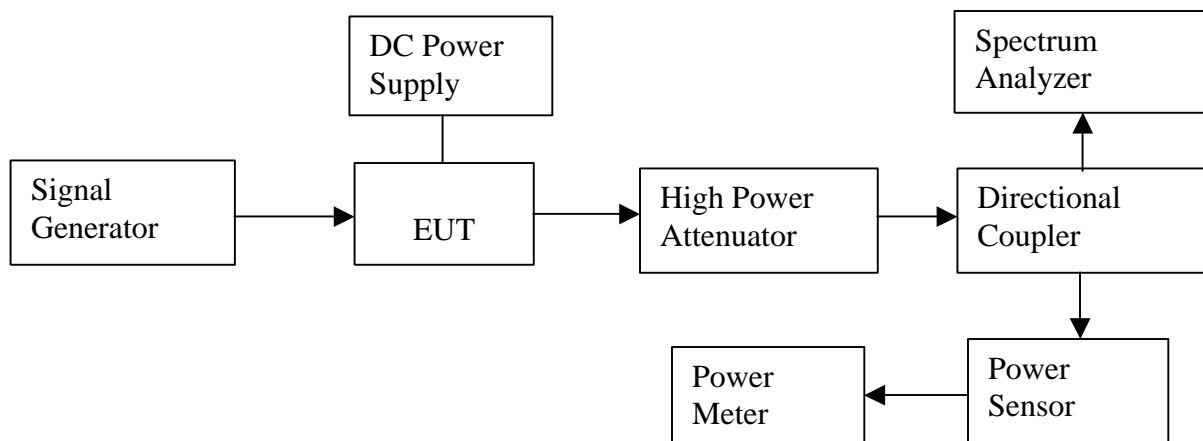 DC Power
Supply
Spectrum
Analyzer
Signal
Generator
EUT
High Power
Attenuator
Directional
Coupler
Power
Meter
Power
Sensor